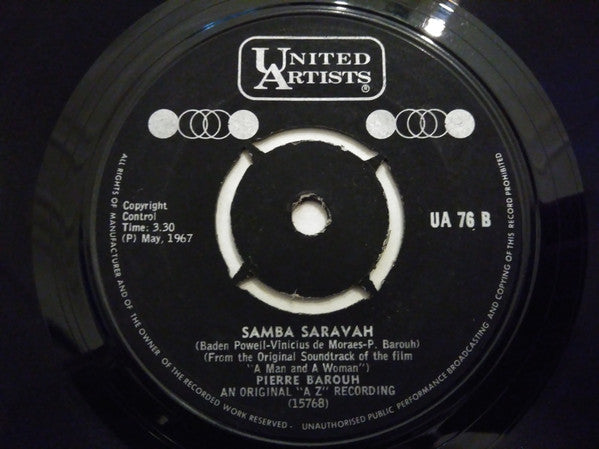 UNITED
ARTISTS®
Copyright
Control
Time: 3.30
(P) May, 1967
UA 76 B
SAMBA SARAVAH
(Baden Powell-Vinicius de Moraes-P. Barouh)
(From the Original Soundtrack of the film
"A Man and A Woman")
PIERRE BAROUH
AN ORIGINAL "A Z" RECORDING
(15768)
ALL RIGHTS OF MANUFACTURER AND OF THE OWNER OF THE RECORDED WORK RESERVED - UNAUTHORISED PUBLIC PERFORMANCE BROADCASTING AND COPYING OF THIS RECORD PROHIBITED